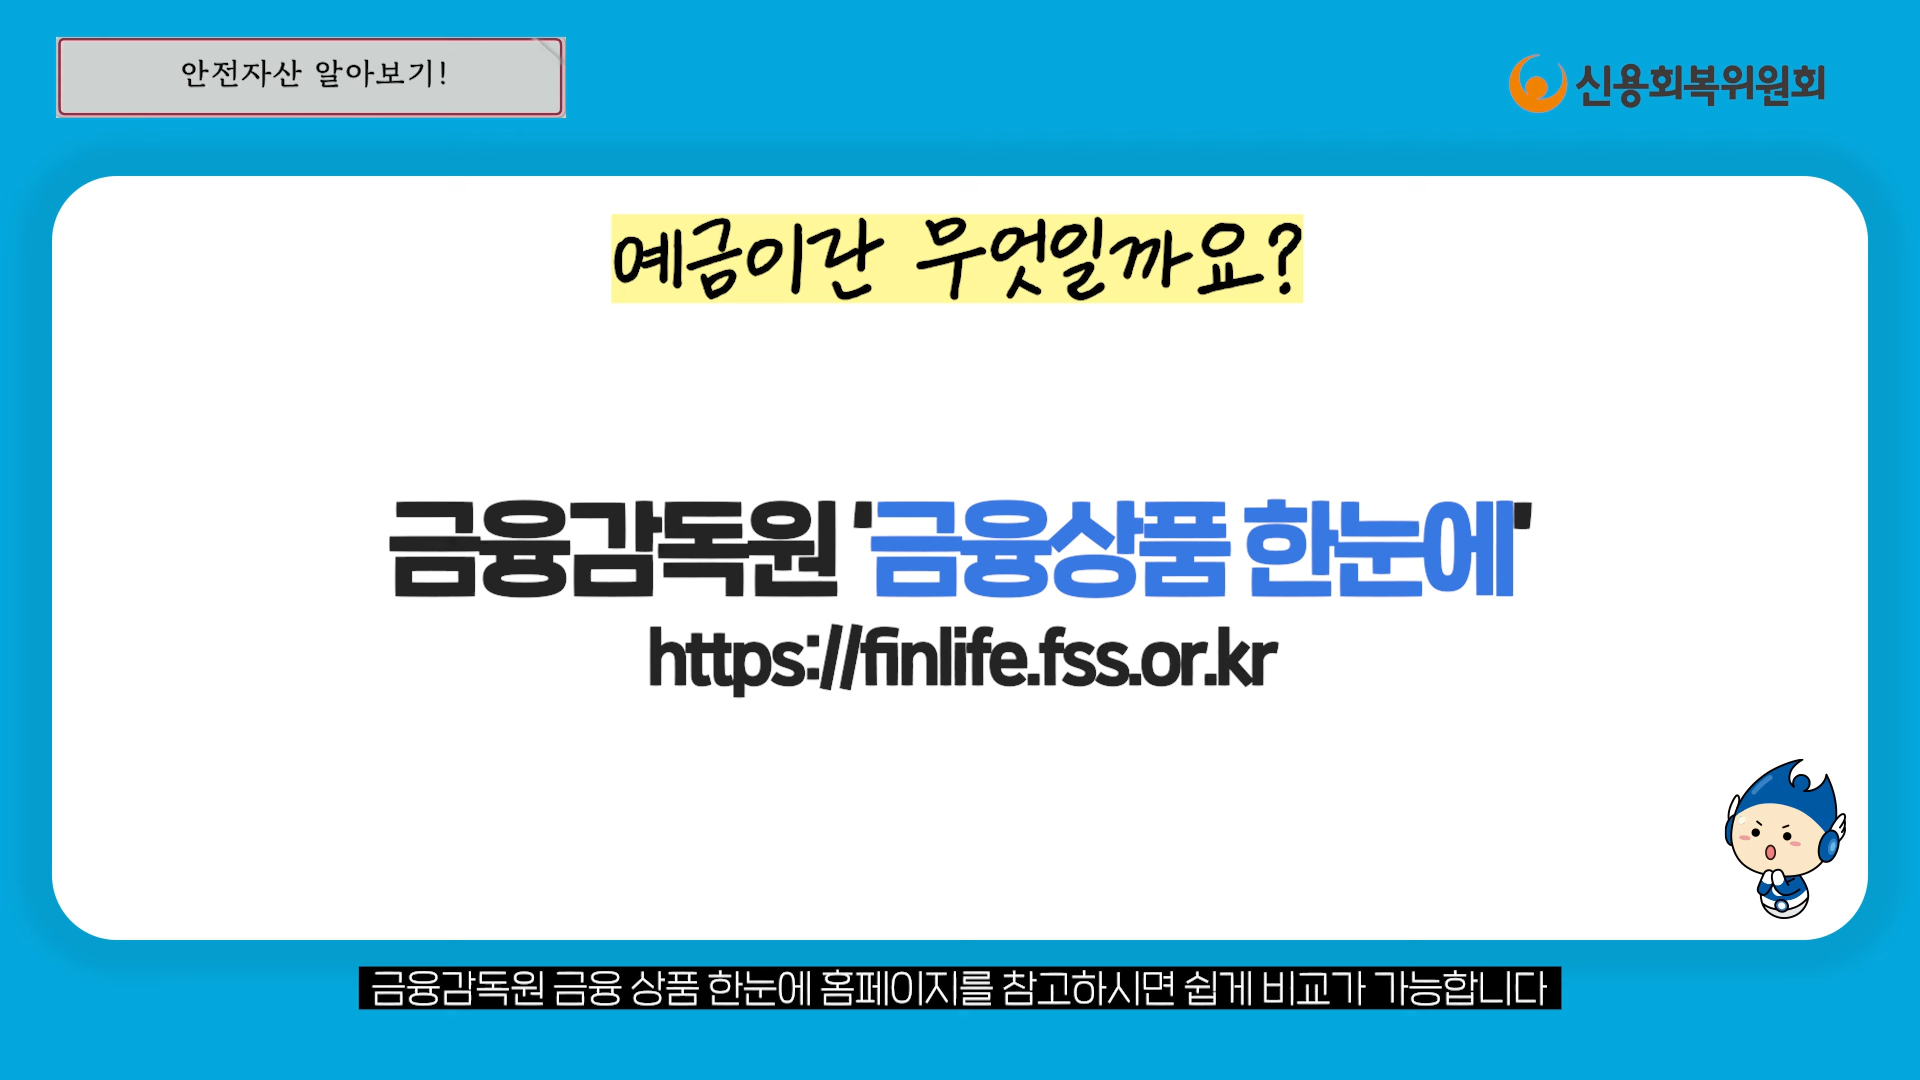 안전자산 알아보기!
신용회복위원회
예금이란 무엇일까요?
금융감독원 '금융상품 한눈에'
https://finlife.fss.or.kr
금융감독원 금융 상품 한눈에 홈페이지를 참고하시면 쉽게 비교가 가능합니다